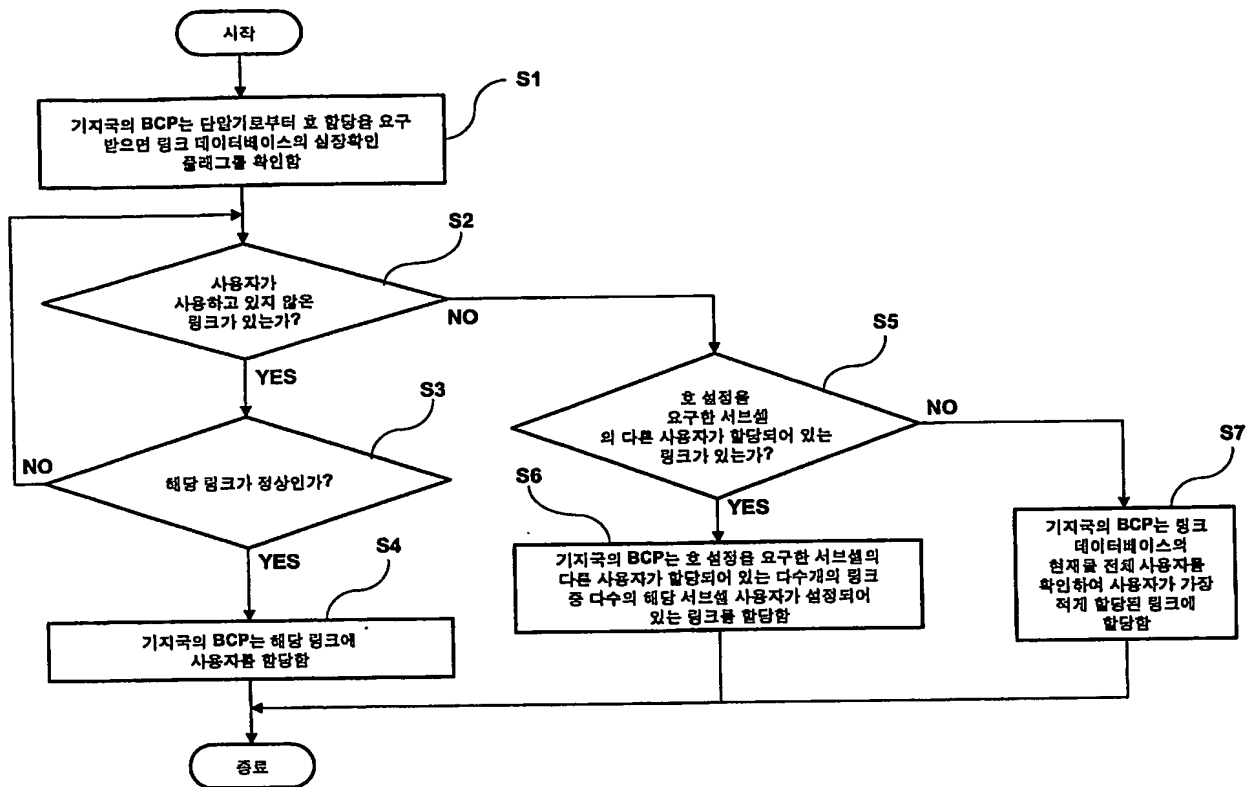 시작
S1
기지국의 BCP는 단말기로부터 호 할당을 요구
받으면 링크 데이터베이스의 실장확인
플래그를 확인함
S2
사용자가
사용하고 있지 않은
링크가 있는가?
NO
YES
S3
해당 링크가 정상인가?
NO
YES
S4
기지국의 BCP는 해당 링크에
사용자를 할당함
S5
호 설정을
요구한 서브셀
의 다른 사용자가 할당되어 있는
링크가 있는가?
NO
YES
S6
기지국의 BCP는 호 설정을 요구한 서브셀의
다른 사용자가 할당되어 있는 다수개의 링크
중 다수의 해당 서브셀 사용자가 설정되어
있는 링크를 할당함
S7
기지국의 BCP는 링크
데이터베이스의
현재물 전체 사용자를
확인하여 사용자가 가장
적게 할당된 링크에
할당함
종료